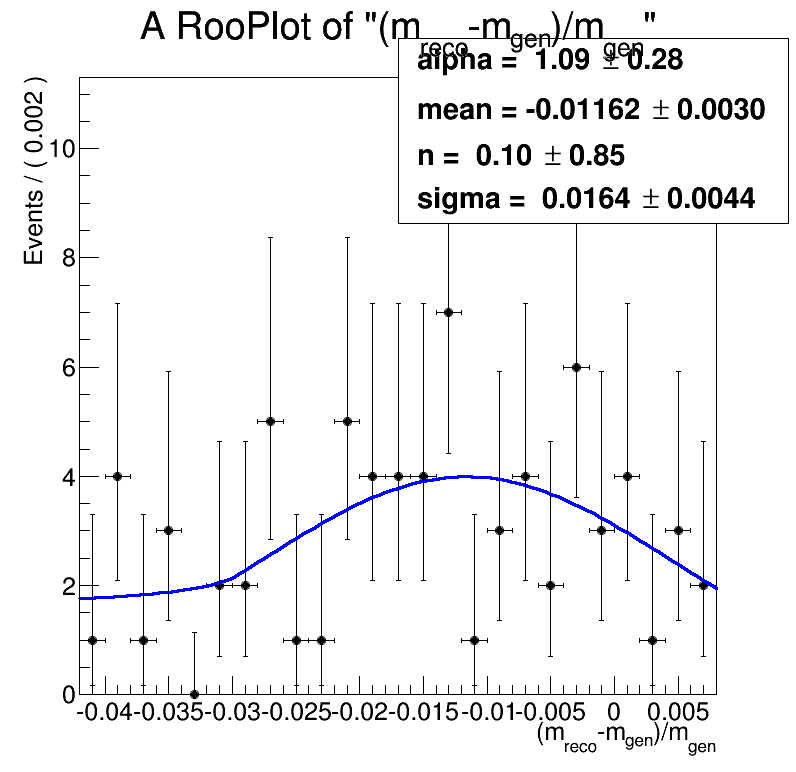 A RooPlot of "(m_reco-m_gen)/m_gen"
alpha = 1.09 ± 0.28
mean = -0.01162 ± 0.0030
n = 0.10 ± 0.85
sigma = 0.0164 ± 0.0044
Events / ( 0.002 )
10
8
6
4
2
0
-0.04 -0.035 -0.03 -0.025 -0.02 -0.015 -0.01 -0.005 0 0.005
(m_reco-m_gen)/m_gen